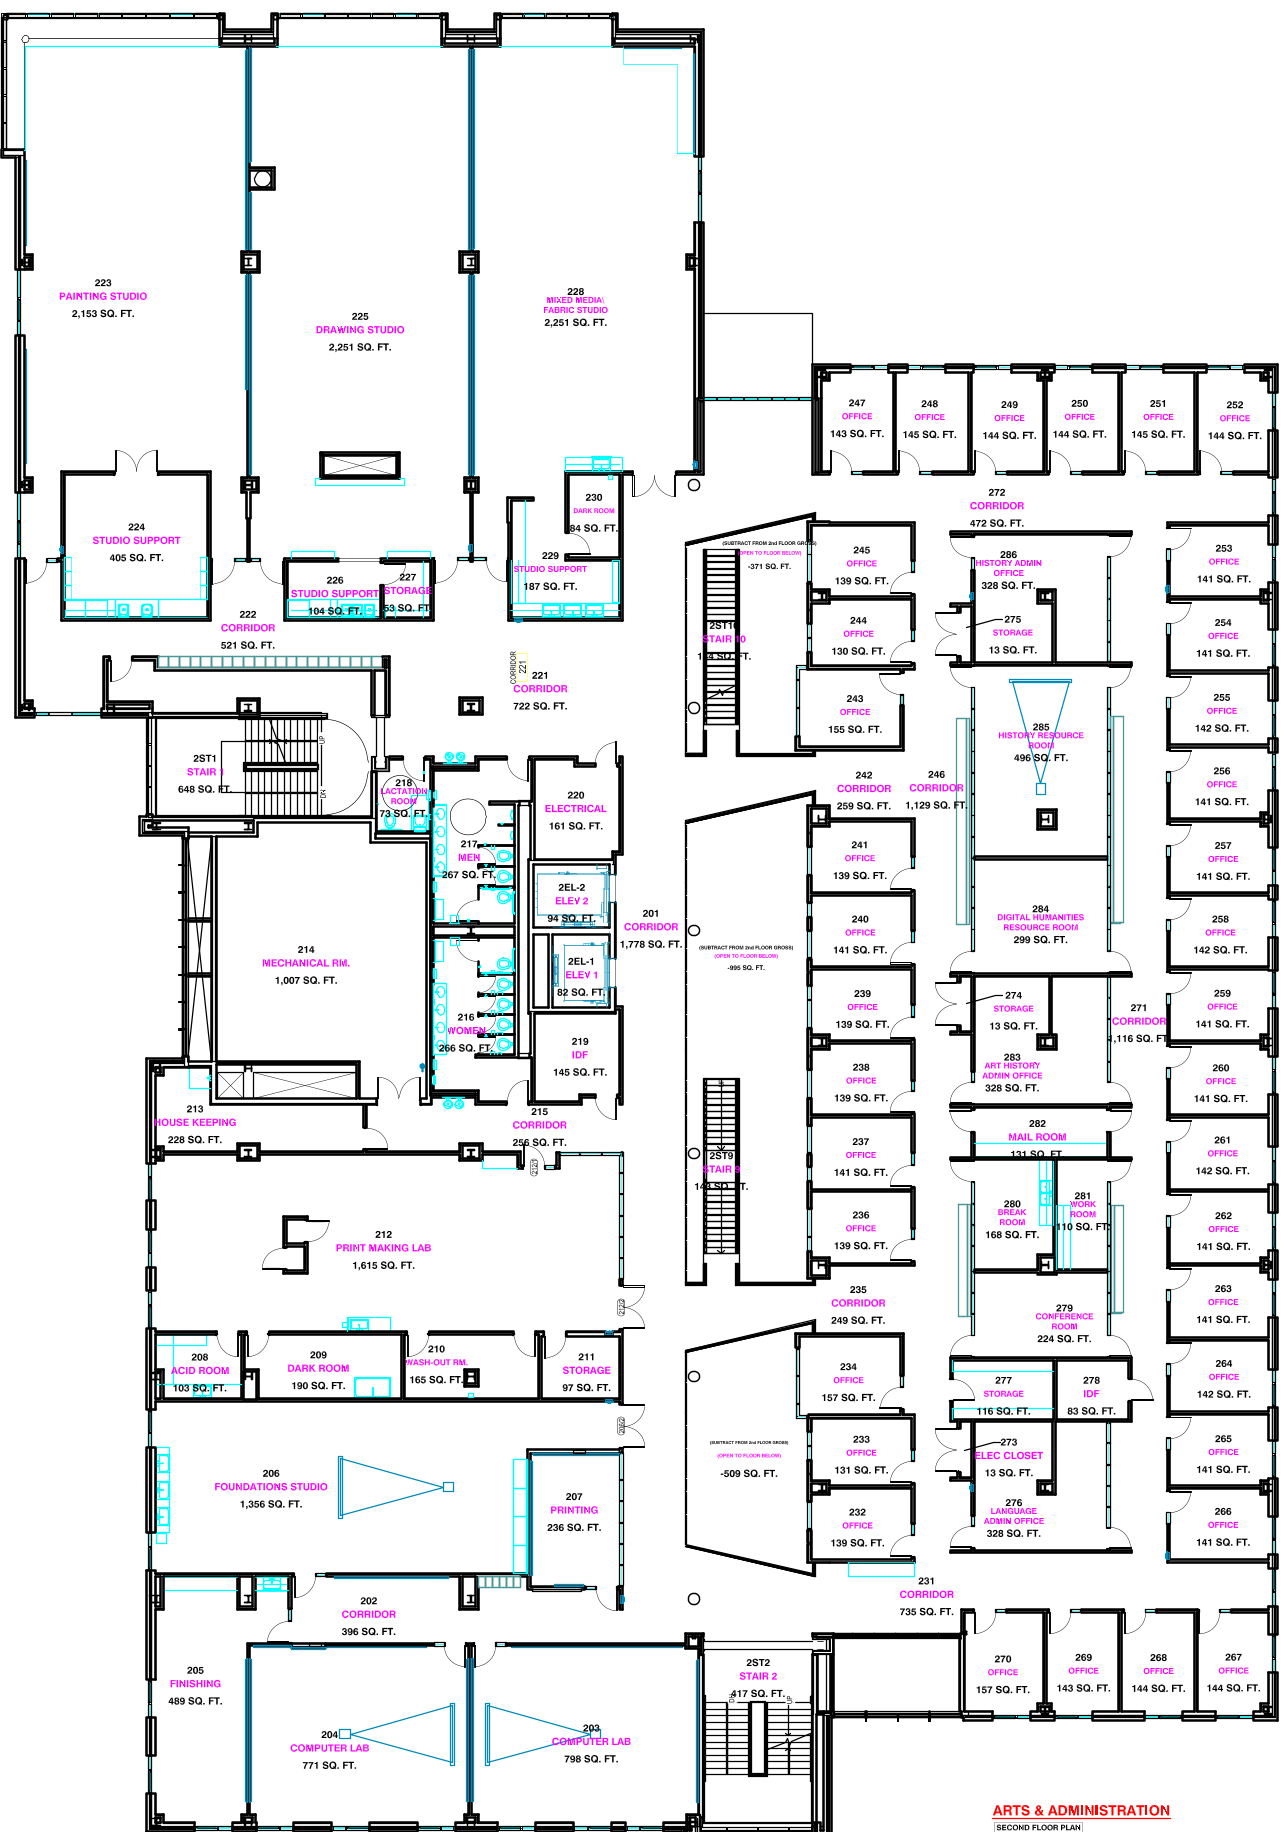 223
PAINTING STUDIO
2,153 SQ. FT.
225
DRAWING STUDIO
2,251 SQ. FT.
228
MIXED MEDIA\
FABRIC STUDIO
2,251 SQ. FT.
224
STUDIO SUPPORT
405 SQ. FT.
226
STUDIO SUPPORT
104 SQ. FT.
227
STORAGE
53 SQ. FT.
230
DARK ROOM
84 SQ. FT.
229
STUDIO SUPPORT
187 SQ. FT.
222
CORRIDOR
521 SQ. FT.
CORRIDOR
221
221
CORRIDOR
722 SQ. FT.
2ST1
STAIR 1
648 SQ. FT.
UP
DN
218
LACTATION
ROOM
73 SQ. FT.
217
MEN
267 SQ. FT.
220
ELECTRICAL
161 SQ. FT.
2EL-2
ELEV 2
94 SQ. FT.
2EL-1
ELEV 1
82 SQ. FT.
201
CORRIDOR
1,778 SQ. FT.
214
MECHANICAL RM.
1,007 SQ. FT.
216
WOMEN
266 SQ. FT.
219
IDF
145 SQ. FT.
213
HOUSE KEEPING
228 SQ. FT.
215
CORRIDOR
256 SQ. FT.
212/1
212
PRINT MAKING LAB
1,615 SQ. FT.
212/2
208
ACID ROOM
103 SQ. FT.
209
DARK ROOM
190 SQ. FT.
210
WASH-OUT RM.
165 SQ. FT.
211
STORAGE
97 SQ. FT.
206/2
206
FOUNDATIONS STUDIO
1,356 SQ. FT.
207
PRINTING
236 SQ. FT.
202
CORRIDOR
396 SQ. FT.
205
FINISHING
489 SQ. FT.
204
COMPUTER LAB
771 SQ. FT.
203
COMPUTER LAB
798 SQ. FT.
2ST2
STAIR 2
417 SQ. FT.
DN
UP
247
OFFICE
143 SQ. FT.
248
OFFICE
145 SQ. FT.
249
OFFICE
144 SQ. FT.
250
OFFICE
144 SQ. FT.
251
OFFICE
145 SQ. FT.
252
OFFICE
144 SQ. FT.
272
CORRIDOR
472 SQ. FT.
(SUBTRACT FROM 2nd FLOOR GROSS)
(OPEN TO FLOOR BELOW)
-371 SQ. FT.
2ST10
STAIR 10
SQ. FT.
245
OFFICE
139 SQ. FT.
244
OFFICE
130 SQ. FT.
243
OFFICE
155 SQ. FT.
286
HISTORY ADMIN
OFFICE
328 SQ. FT.
275
STORAGE
13 SQ. FT.
285
HISTORY RESOURCE
ROOM
496 SQ. FT.
242
CORRIDOR
259 SQ. FT.
246
CORRIDOR
1,129 SQ. FT.
253
OFFICE
141 SQ. FT.
254
OFFICE
141 SQ. FT.
255
OFFICE
142 SQ. FT.
256
OFFICE
141 SQ. FT.
257
OFFICE
141 SQ. FT.
258
OFFICE
142 SQ. FT.
259
OFFICE
141 SQ. FT.
260
OFFICE
141 SQ. FT.
261
OFFICE
142 SQ. FT.
262
OFFICE
141 SQ. FT.
263
OFFICE
141 SQ. FT.
264
OFFICE
142 SQ. FT.
265
OFFICE
141 SQ. FT.
266
OFFICE
141 SQ. FT.
241
OFFICE
139 SQ. FT.
240
OFFICE
141 SQ. FT.
239
OFFICE
139 SQ. FT.
238
OFFICE
139 SQ. FT.
237
OFFICE
141 SQ. FT.
236
OFFICE
139 SQ. FT.
(SUBTRACT FROM 2nd FLOOR GROSS)
(OPEN TO FLOOR BELOW)
-995 SQ. FT.
2ST9
STAIR 9
143 SQ. FT.
284
DIGITAL HUMANITIES
RESOURCE ROOM
299 SQ. FT.
274
STORAGE
13 SQ. FT.
271
CORRIDOR
1,116 SQ. FT.
283
ART HISTORY
ADMIN OFFICE
328 SQ. FT.
282
MAIL ROOM
131 SQ. FT.
280
BREAK
ROOM
168 SQ. FT.
281
WORK
ROOM
110 SQ. FT.
279
CONFERENCE
ROOM
224 SQ. FT.
235
CORRIDOR
249 SQ. FT.
234
OFFICE
157 SQ. FT.
233
OFFICE
131 SQ. FT.
232
OFFICE
139 SQ. FT.
(SUBTRACT FROM 2nd FLOOR GROSS)
(OPEN TO FLOOR BELOW)
-509 SQ. FT.
277
STORAGE
116 SQ. FT.
278
IDF
83 SQ. FT.
273
ELEC CLOSET
13 SQ. FT.
276
LANGUAGE
ADMIN OFFICE
328 SQ. FT.
231
CORRIDOR
735 SQ. FT.
270
OFFICE
157 SQ. FT.
269
OFFICE
143 SQ. FT.
268
OFFICE
144 SQ. FT.
267
OFFICE
144 SQ. FT.
ARTS & ADMINISTRATION
SECOND FLOOR PLAN